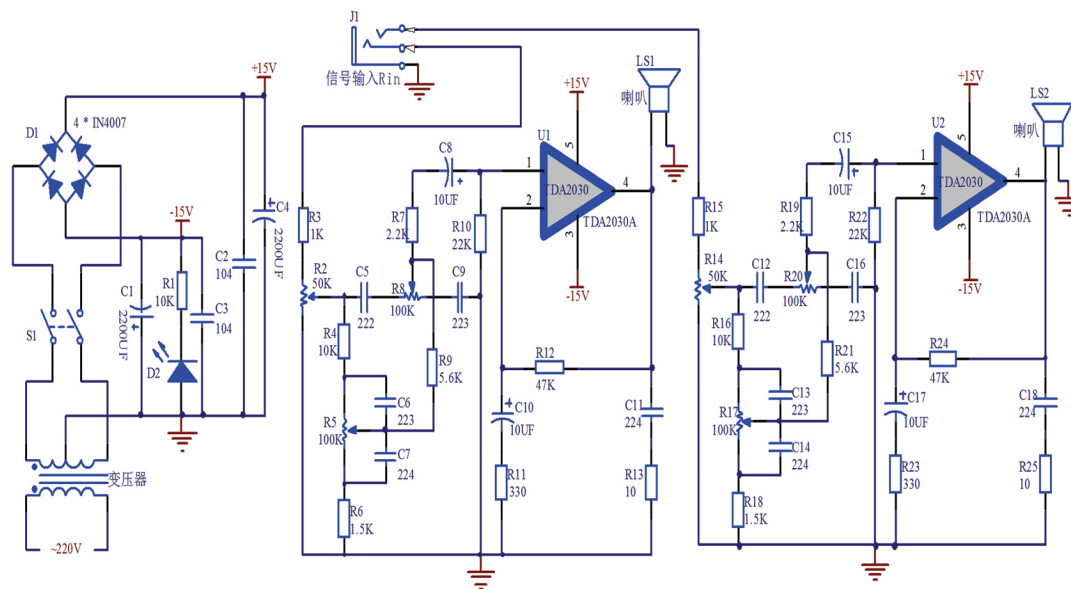 J1
信号输入Rin
+15V
D1
4 * IN4007
-15V
C4
2200UF
C1
2200UF
R1
10K
C2
104
C3
104
S1
D2
变压器
~220V
R3
1K
R2
50K
C5
222
R8
100K
C9
223
R7
2.2K
C8
10UF
R10
22K
R4
10K
R9
5.6K
C6
223
R5
100K
C7
224
R6
1.5K
+15V
U1
1
2
5
3
4
TDA2030
TDA2030A
-15V
LS1
喇叭
R12
47K
C10
10UF
R11
330
C11
224
R13
10
R15
1K
R14
50K
C12
222
R20
100K
C16
223
R19
2.2K
C15
10UF
R22
22K
R16
10K
R21
5.6K
C13
223
R17
100K
C14
224
R18
1.5K
+15V
U2
1
2
5
3
4
TDA2030
TDA2030A
-15V
LS2
喇叭
R24
47K
C17
10UF
R23
330
C18
224
R25
10